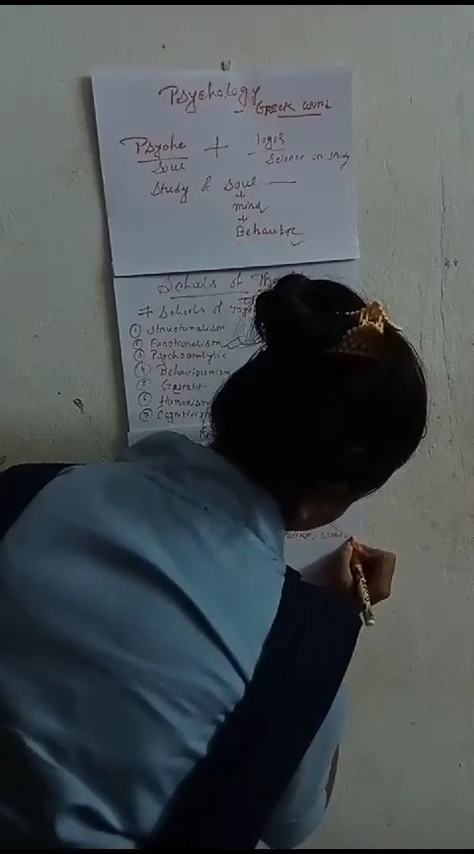 Psychology
Greek word
Psyche + logos
Soul Science or study
Study of Soul —
↓
mind
↓
Behaviour
Schools of
7 Schools of
① Structuralism
② Functionalism
③ Psychoanalytic
④ Behaviourism
⑤ Gestalt
⑥ Humanism
⑦